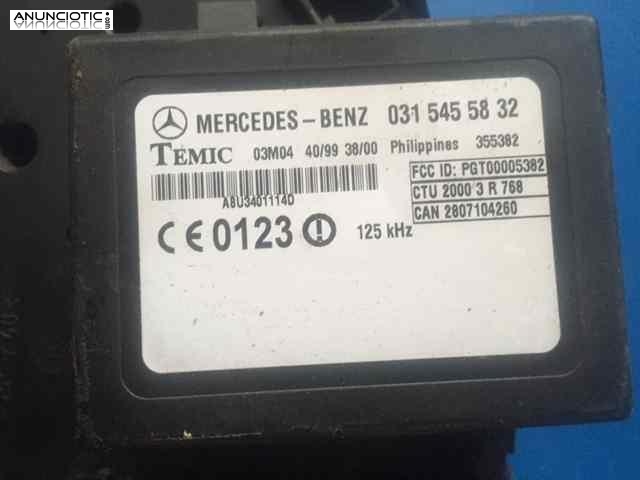 ANUNCIOTIC
MERCEDES-BENZ 031 545 58 32
TEMIC 03M04 40/99 38/00 Philippines 355382
FCC ID: PGT00005382
CTU 2000 3 R 768
CAN 2807104260
A8U3401114D
CE 0123 125 kHz